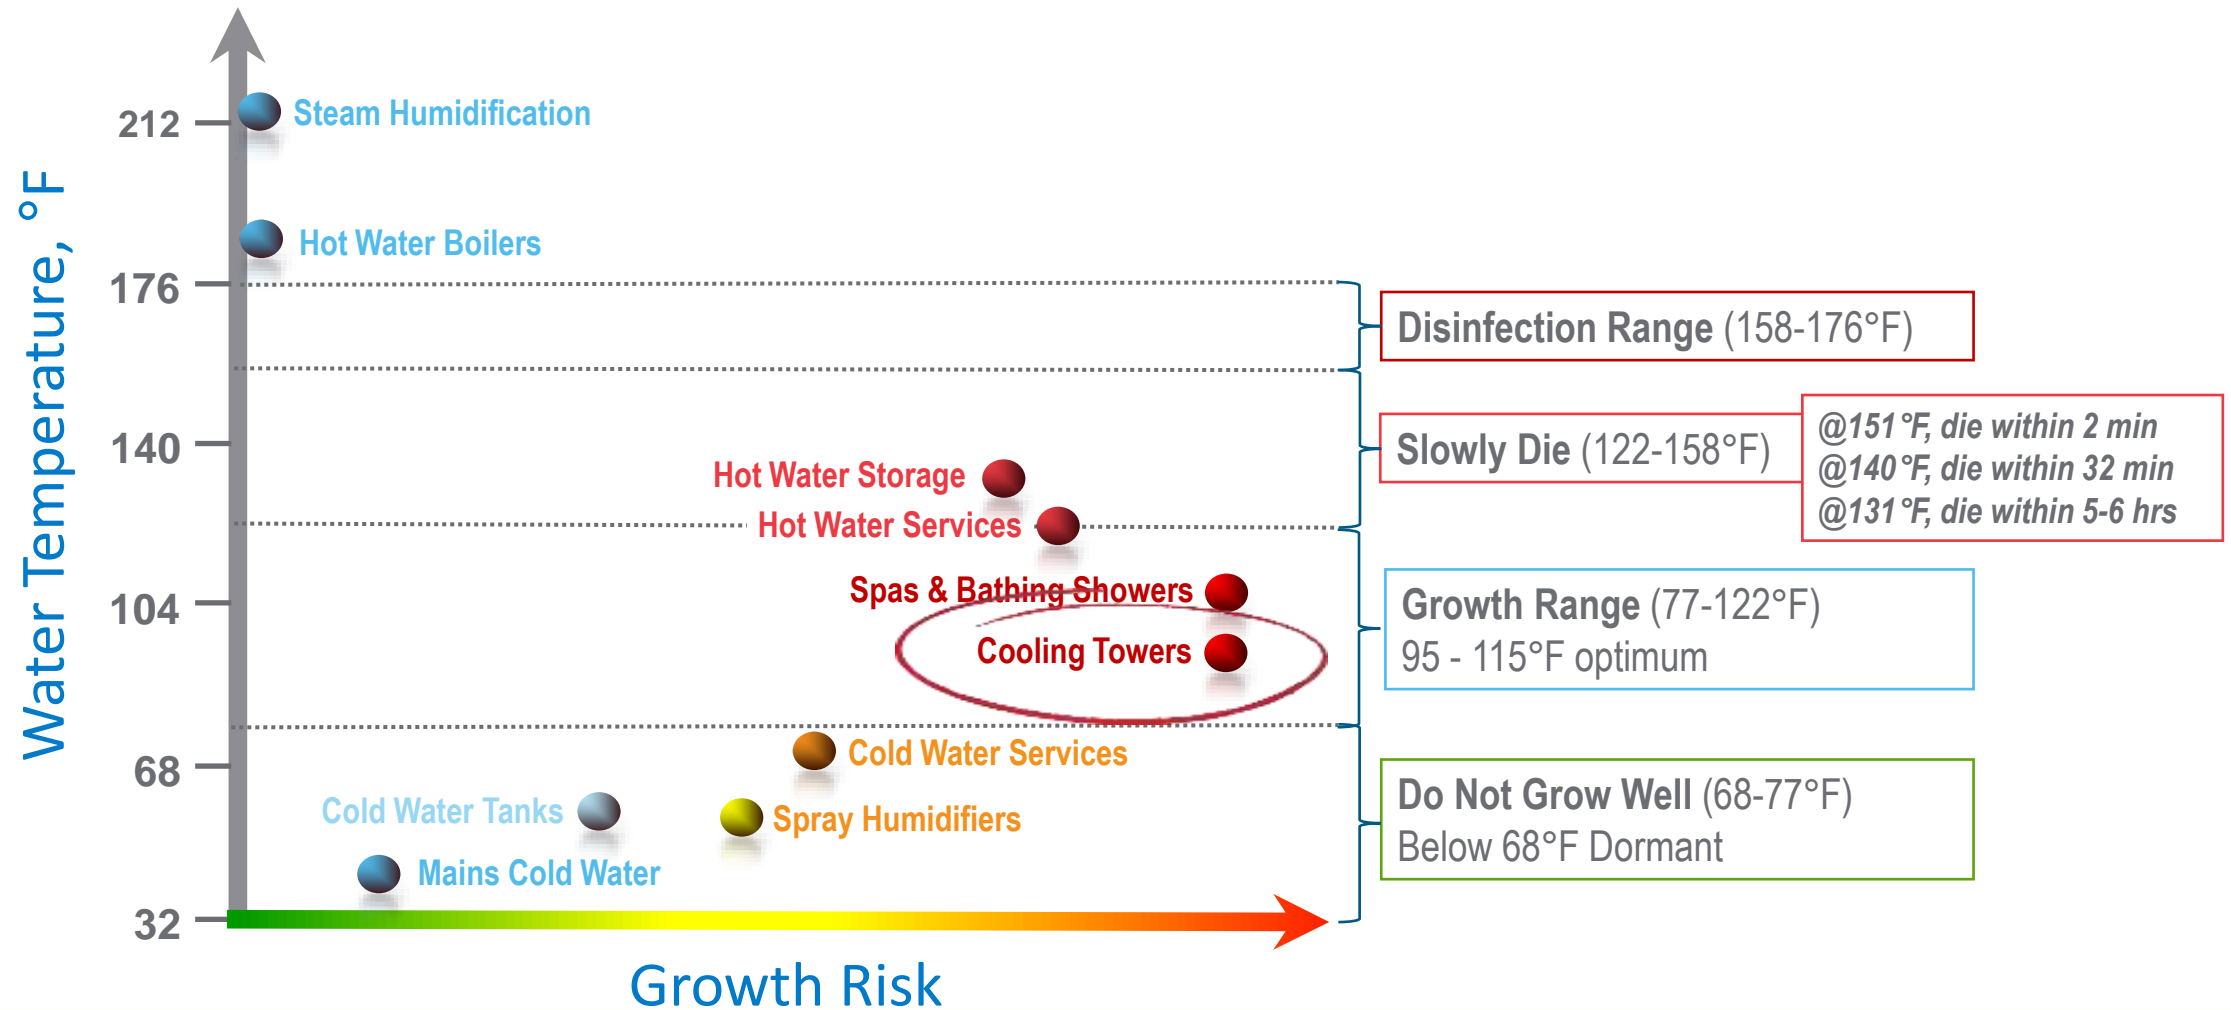 212
Steam Humidification
Water Temperature, °F
Hot Water Boilers
176
Disinfection Range (158-176°F)
140
Slowly Die (122-158°F)
@151°F, die within 2 min
@140°F, die within 32 min
@131°F, die within 5-6 hrs
Hot Water Storage
Hot Water Services
104
Spas & Bathing Showers
Cooling Towers
Growth Range (77-122°F)
95 - 115°F optimum
68
Cold Water Services
Cold Water Tanks
Spray Humidifiers
Mains Cold Water
Do Not Grow Well (68-77°F)
Below 68°F Dormant
32
Growth Risk